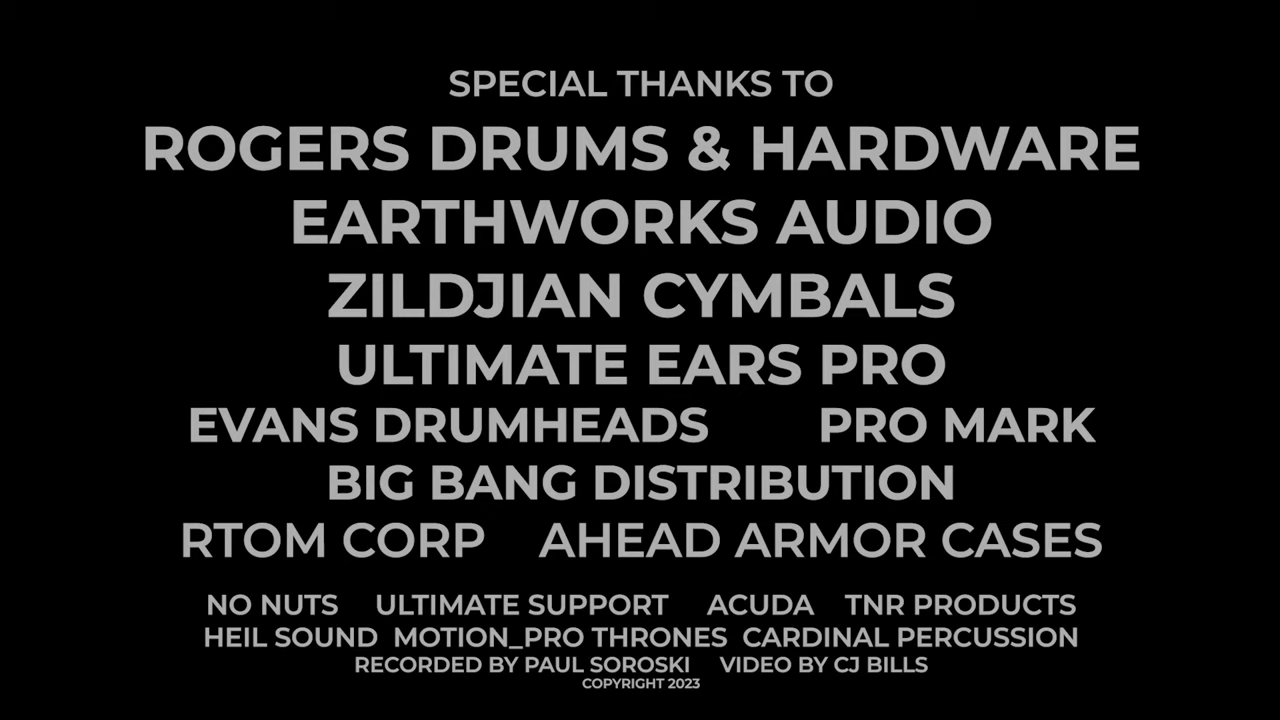 SPECIAL THANKS TO
ROGERS DRUMS & HARDWARE
EARTHWORKS AUDIO
ZILDJIAN CYMBALS
ULTIMATE EARS PRO
EVANS DRUMHEADS PRO MARK
BIG BANG DISTRIBUTION
RTOM CORP AHEAD ARMOR CASES
NO NUTS ULTIMATE SUPPORT ACUDA TNR PRODUCTS
HEIL SOUND MOTION_PRO THRONES CARDINAL PERCUSSION
RECORDED BY PAUL SOROSKI VIDEO BY CJ BILLS
COPYRIGHT 2023